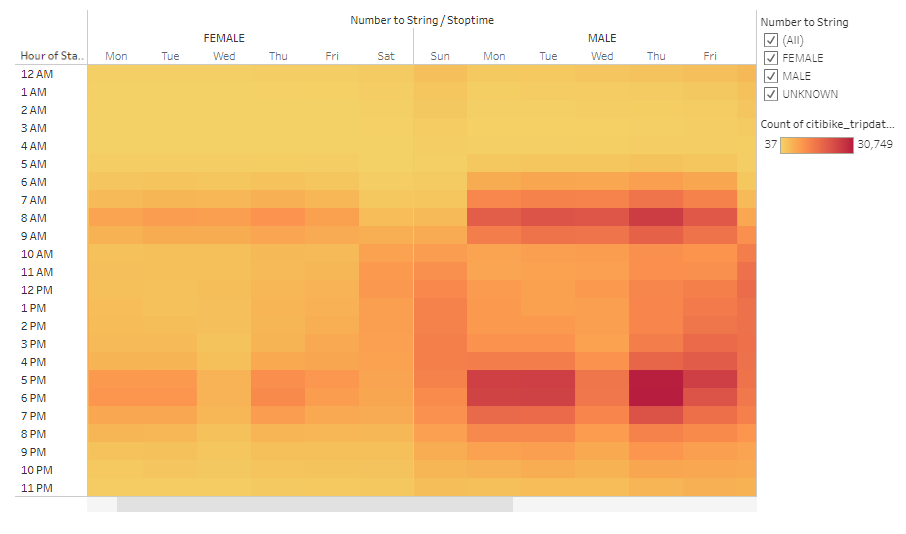 Number to String / Stoptime
FEMALE MALE
Hour of Sta.. Mon Tue Wed Thu Fri Sat Sun Mon Tue Wed Thu Fri
12 AM
1 AM
2 AM
3 AM
4 AM
5 AM
6 AM
7 AM
8 AM
9 AM
10 AM
11 AM
12 PM
1 PM
2 PM
3 PM
4 PM
5 PM
6 PM
7 PM
8 PM
9 PM
10 PM
11 PM
Number to String
(All)
FEMALE
MALE
UNKNOWN
Count of citibike_tripdat...
37 30,749